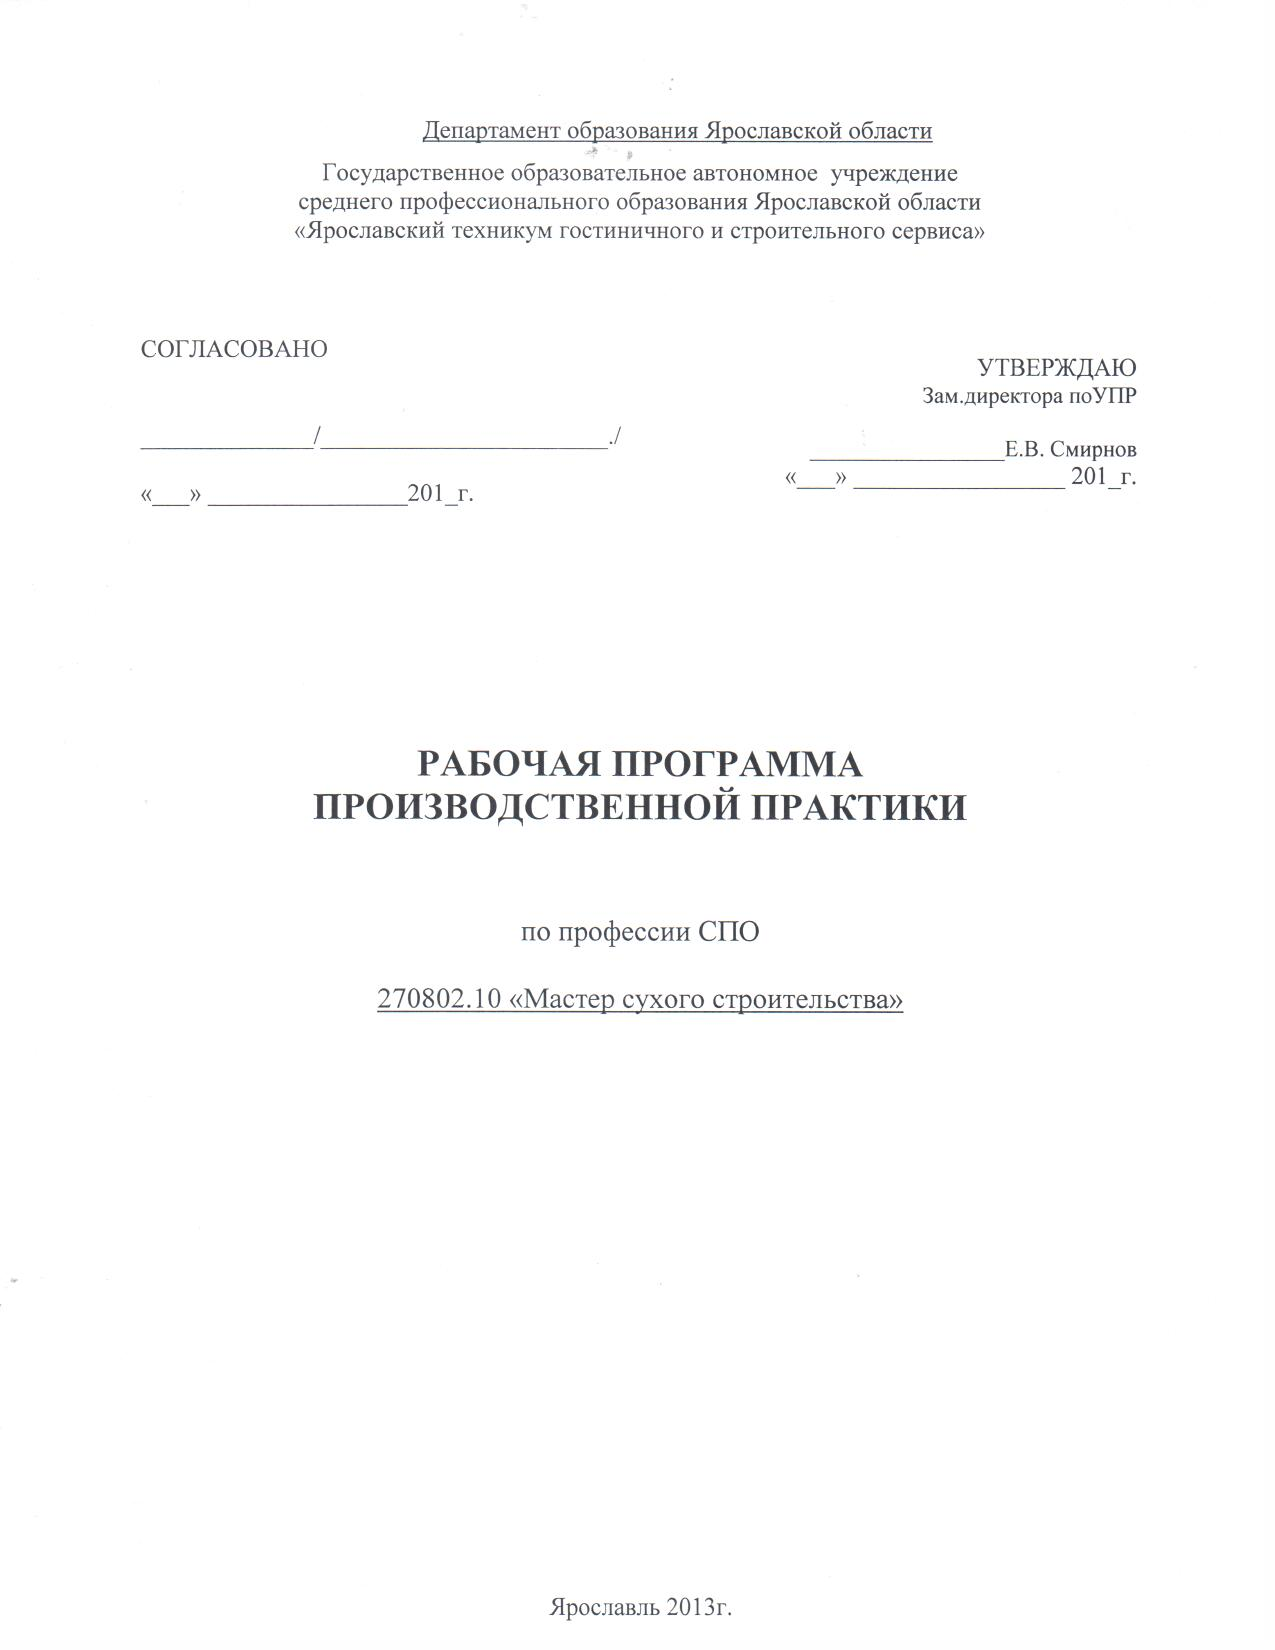 Департамент образования Ярославской области
Государственное образовательное автономное  учреждение
среднего профессионального образования Ярославской области
«Ярославский техникум гостиничного и строительного сервиса»
СОГЛАСОВАНО
______________/_______________________./
«___» ________________201_г.
УТВЕРЖДАЮ
Зам.директора поУПР
________________Е.В. Смирнов
«___» _________________ 201_г.
РАБОЧАЯ ПРОГРАММА
ПРОИЗВОДСТВЕННОЙ ПРАКТИКИ
по профессии СПО
270802.10 «Мастер сухого строительства»
Ярославль 2013г.